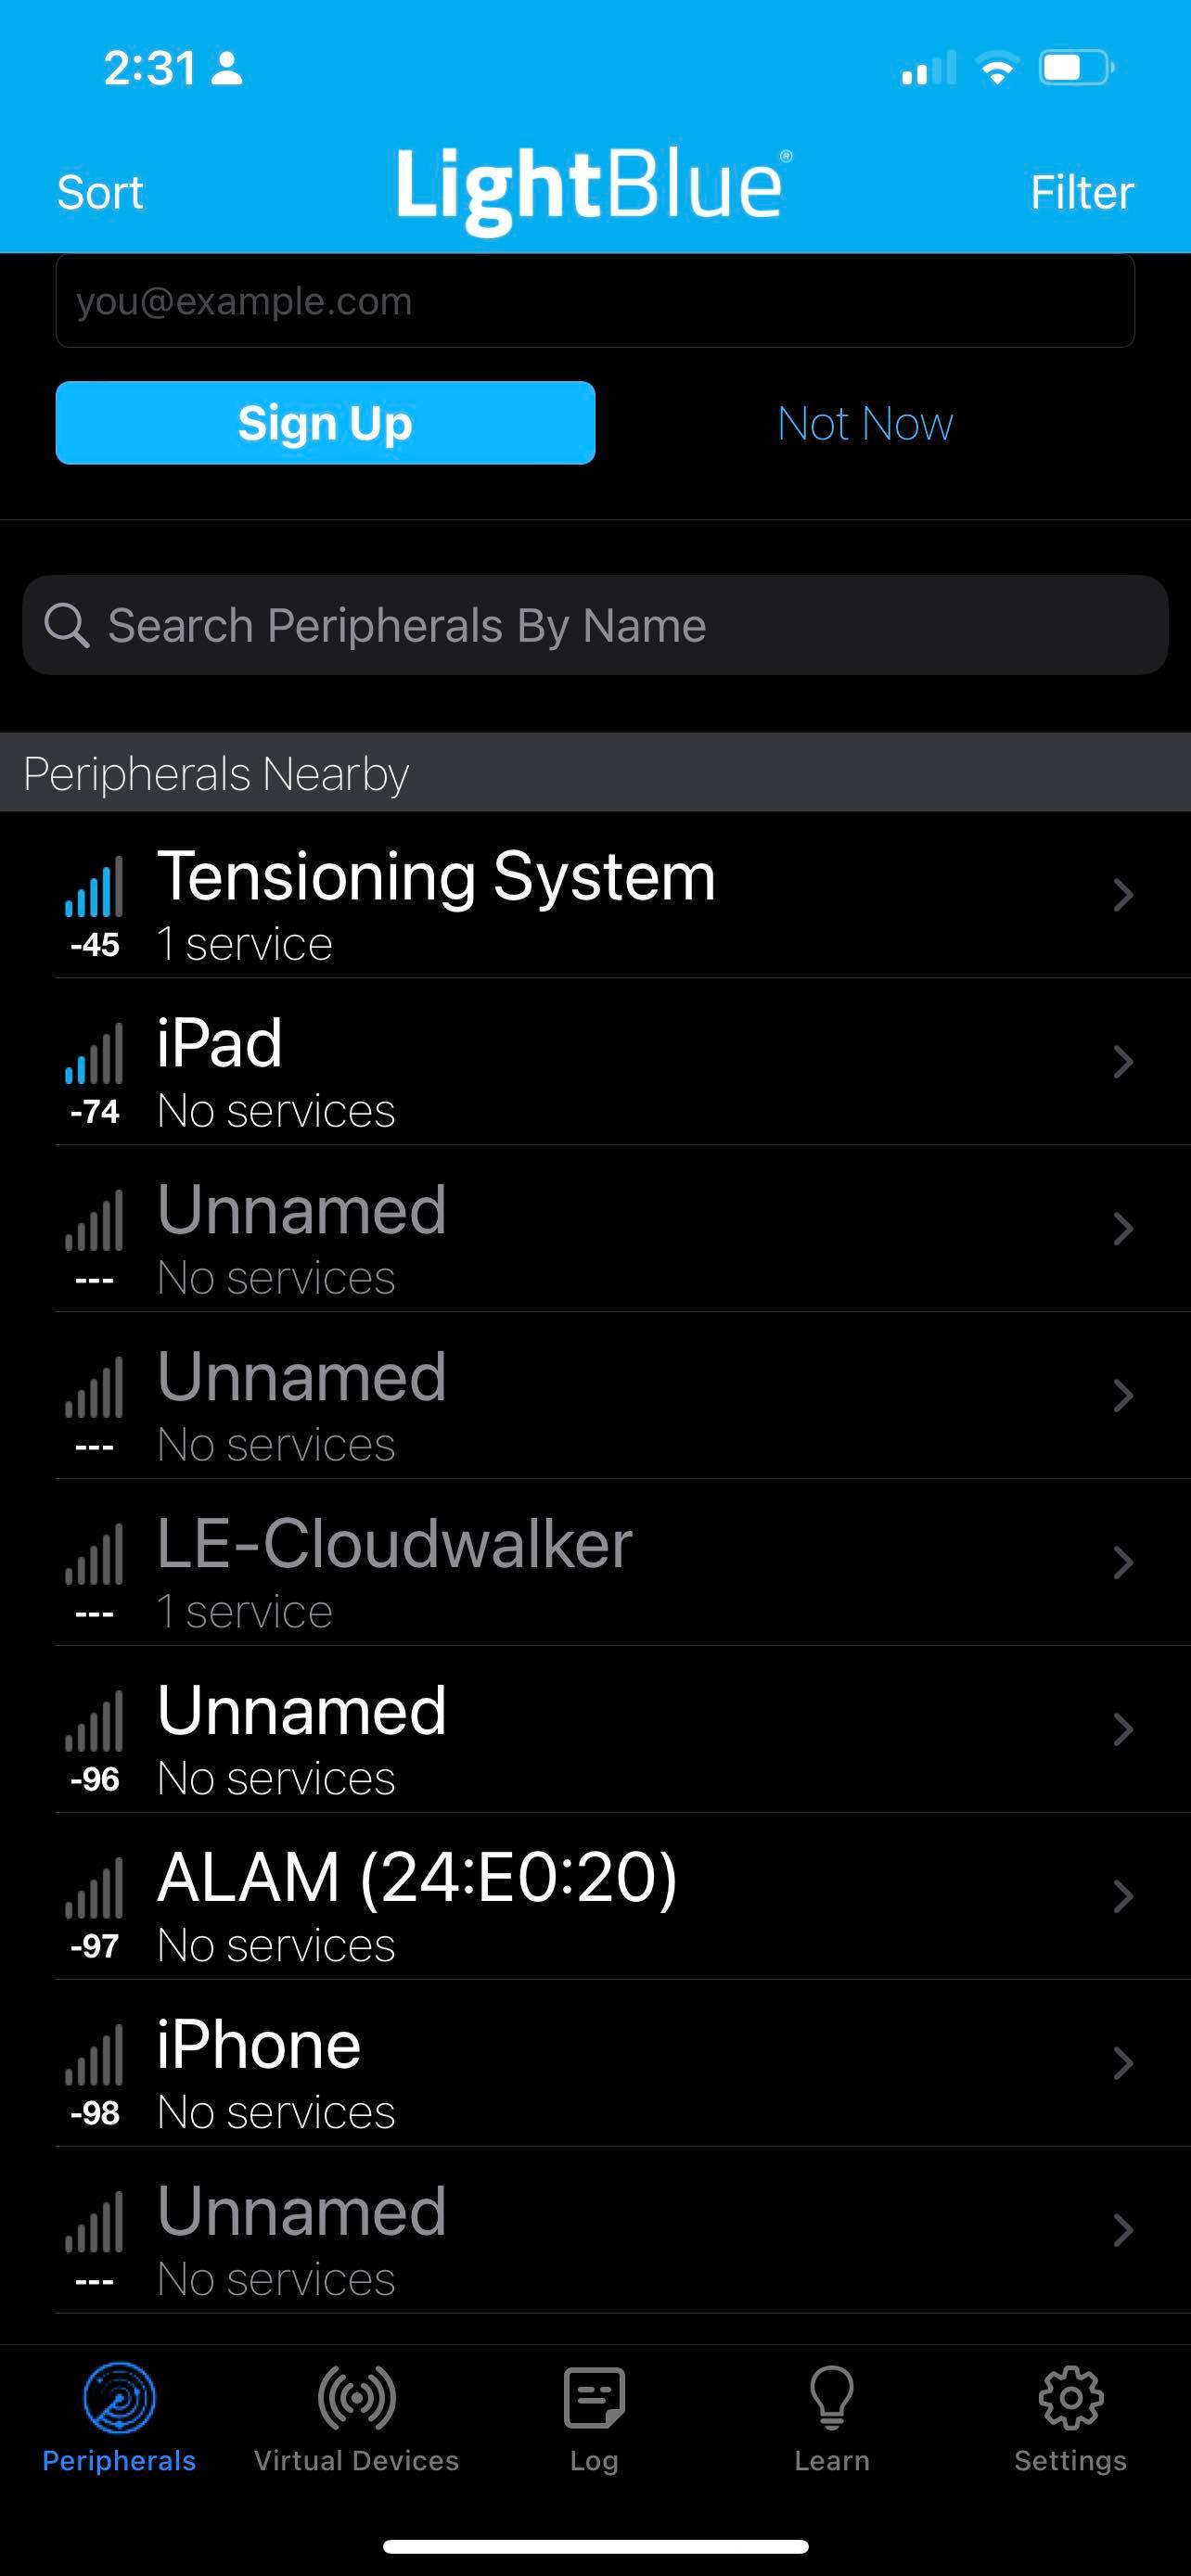 2:31
Sort
LightBlue®
Filter
you@example.com
Sign Up
Not Now
Search Peripherals By Name
Peripherals Nearby
Tensioning System
-45 1 service
iPad
-74 No services
Unnamed
--- No services
Unnamed
--- No services
LE-Cloudwalker
--- 1 service
Unnamed
-96 No services
ALAM (24:E0:20)
-97 No services
iPhone
-98 No services
Unnamed
--- No services
Peripherals
Virtual Devices
Log
Learn
Settings